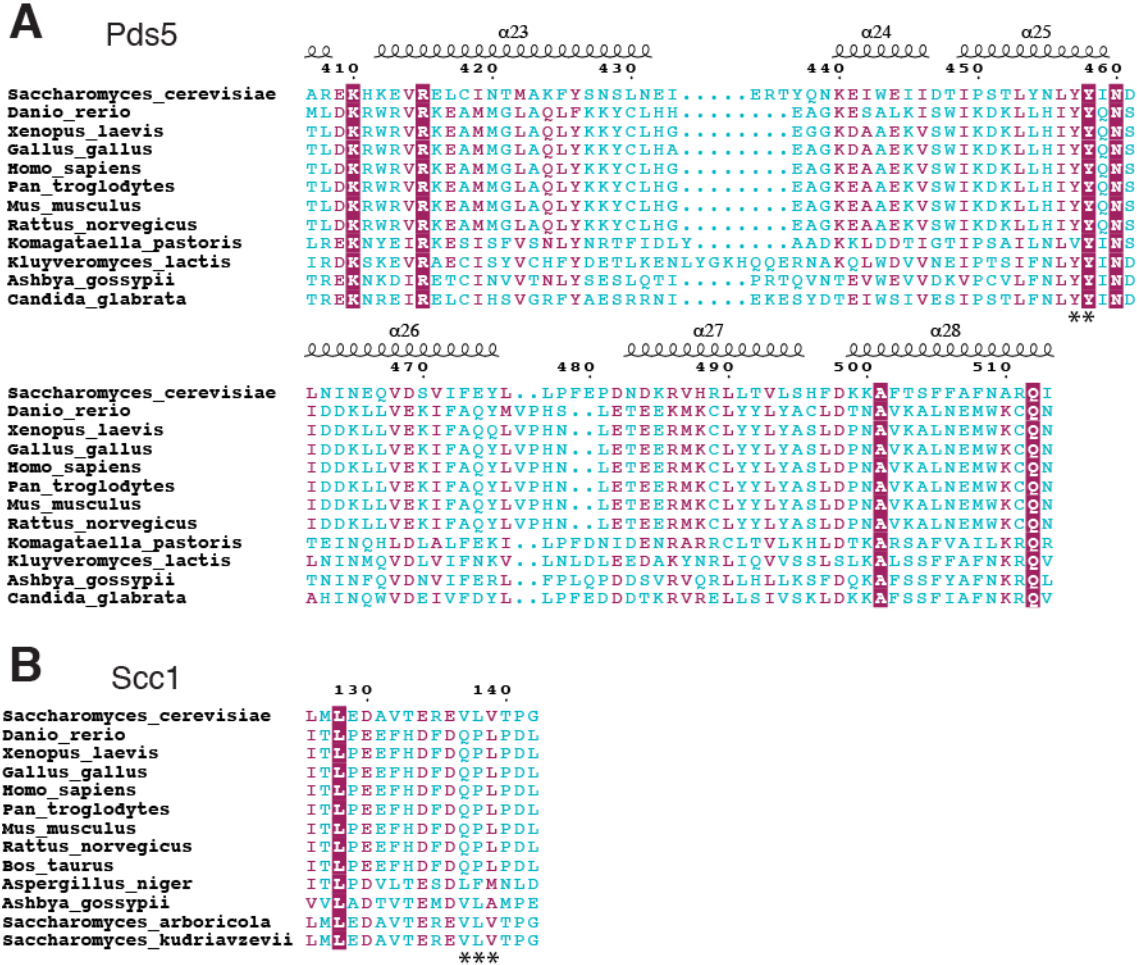 A
Pds5
α23 α24 α25
410 420 430 440 450 460
Saccharomyces_cerevisiae AREKHKEVRELCINTMAKFYSNSLNEI.....ERTYQNKEIWEIIDTIPSTLYNLYYIND
Danio_rerio MLDKRWRVRKEAMMGLAQLFKKYCLHH........EAGKESALKISWIKDKLLHIYYQNS
Xenopus_laevis TLDKRWRVRKEAMMGLAQLYKKYCLHG........EGGKDAAEKVSWIKDKLLHIYYQNS
Gallus_gallus TLDKRWRVRKEAMMGLAQLYKKYCLHA........EGGKDAAEKVSWIKDKLLHIYYQNS
Homo_sapiens TLDKRWRVRKEAMMGLAQLYKKYCLHG........EAGKEAAEKVSWIKDKLLHIYYQNS
Pan_troglodytes TLDKRWRVRKEAMMGLAQLYKKYCLHG........EAGKEAAEKVSWIKDKLLHIYYQNS
Mus_musculus TLDKRWRVRKEAMMGLAQLYKKYCLHG........EAGKEAAEKVSWIKDKLLHIYYQNS
Rattus_norvegicus TLDKRWRVRKEAMMGLAQLYKKYCLHG........EAGKEAAEKVSWIKDKLLHIYYQNS
Komagataella_pastoris LREKNYEIRKESISFVSNLYNRTFIDLY.......AADKKLDDTIGTIPSAILNLVYINS
Kluyveromyces_lactis IRDKSKEVRAECISYVCHFYDETLKENLYGKHQQERNAKQLWDVVNEIPTSIFNLYYIND
Ashbya_gossypii TREKNKEIRETCINVVTNLYSESLQTI.....PRTQVNTEVWEVVDKVPCVLFNLYYIND
Candida_glabrata TREKNREIRELCIHSVGRFYAESRRNI.....EKESYDTEIWSIVESIPSTLFNLYYIND
**
α26 α27 α28
470 480 490 500 510
Saccharomyces_cerevisiae LNINEQVDSVIFEYL..LPFEPDNDKRVHRLLTVLSHFDKKAFTSFFAFNARQI
Danio_rerio IDDKLLVEKIFAQYMVPHS..LETEEKMKCLYYLYACLDTNAVKALNEMWKCQN
Xenopus_laevis IDDKLLVEKIFAQQLVPHN..LETEERMKCLYYLYASLDPNAVKALNEMWKCQN
Gallus_gallus IDDKLLVEKIFAQYLVPHN..LETEERMKCLYYLYASLDPNAVKALNEMWKCQN
Homo_sapiens IDDKLLVEKIFAQYLVPHN..LETEERMKCLYYLYASLDPNAVKALNEMWKCQN
Pan_troglodytes IDDKLLVEKIFAQYLVPHN..LETEERMKCLYYLYASLDPNAVKALNEMWKCQN
Mus_musculus IDDKLLVEKIFAQYLVPHN..LETEERMKCLYYLYASLDPNAVKALNEMWKCQN
Rattus_norvegicus IDDKLLVEKIFAQYLVPHN..LETEERMKCLYYLYASLDPNAVKALNEMWKCQN
Komagataella_pastoris TEINQHLDLALFEKI..LPFDNIDENRARRCLTVLKHLDTKARSAFVAILKRQR
Kluyveromyces_lactis LNINMQVDLVIFNKV..LNLDLEEDAKYNRLIQVVSSLSLKALSSFFAFNKRQV
Ashbya_gossypii TNINFQVDNVIFERL..FPLQPDDSVRVQRLLHLLKSFDQKAFSSFYAFNKRQL
Candida_glabrata AHINQWVDEIVFDYL..LPFEDDDTKRVRELLSIVSKLDKKAFSSFIAFNKRQV
B
Scc1
130 140
Saccharomyces_cerevisiae LMLEDAVTEREVLVTPG
Danio_rerio ITLPEEFHDFDQPLPDL
Xenopus_laevis ITLPEEFHDFDQPLPDL
Gallus_gallus ITLPEEFHDFDQPLPDL
Homo_sapiens ITLPEEFHDFDQPLPDL
Pan_troglodytes ITLPEEFHDFDQPLPDL
Mus_musculus ITLPEEFHDFDQPLPDL
Rattus_norvegicus ITLPEEFHDFDQPLPDL
Bos_taurus ITLPEEFHDFDQPLPDL
Aspergillus_niger ITLPDVLTESDLFMNLD
Ashbya_gossypii VVLADTVTEMDVLAMPE
Saccharomyces_arboricola LMLEDAVTEREVLVTPG
Saccharomyces_kudriavzevii LMLEDAVTEREVLVTPG
***